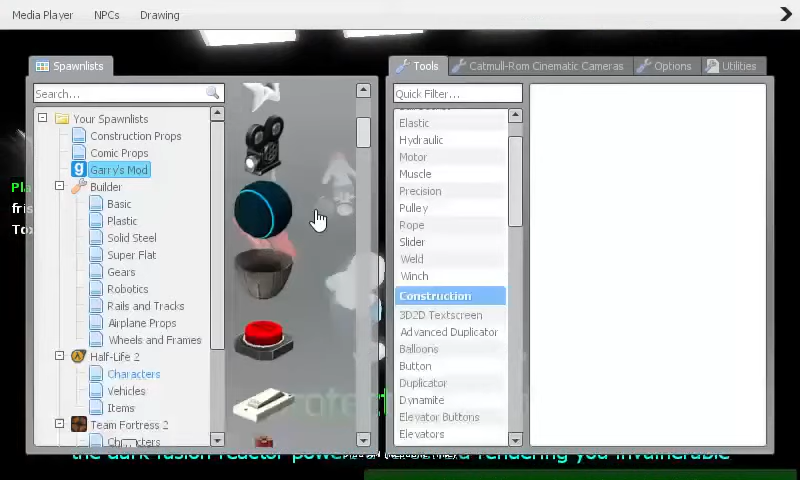 Media Player NPCs Drawing
Spawnlists
Search...
Your Spawnlists
Construction Props
Comic Props
Garry's Mod
Builder
Basic
Plastic
Solid Steel
Super Flat
Gears
Robotics
Rails and Tracks
Airplane Props
Wheels and Frames
Half-Life 2
Characters
Vehicles
Items
Team Fortress 2
Characters
Tools Catmull-Rom Cinematic Cameras Options Utilities
Quick Filter...
Elastic
Hydraulic
Motor
Muscle
Precision
Pulley
Rope
Slider
Weld
Winch
Construction
3D2D Textscreen
Advanced Duplicator
Balloons
Button
Duplicator
Dynamite
Elevator Buttons
Elevators
the dark fusion reactor
rendering you invulnerable